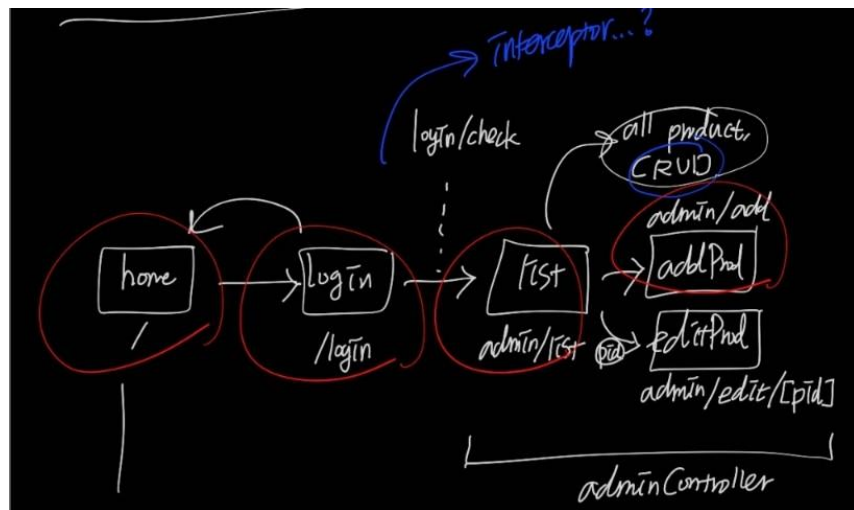 interceptor...?
login/check
all product,
CRUD
admin/add
home
login
list
addProd
/
/login
admin/list
pid
editProd
admin/edit/[pid]
adminController